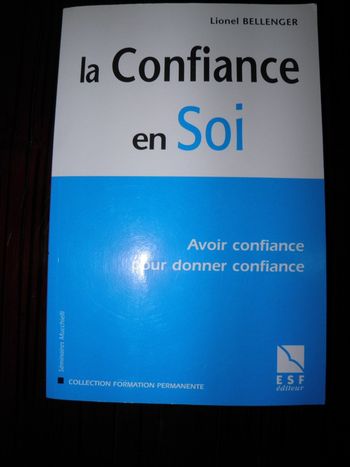 Lionel BELLENGER
la Confiance
en Soi
Avoir confiance
pour donner confiance
Séminaires Mucchielli
ESF
éditeur
COLLECTION FORMATION PERMANENTE